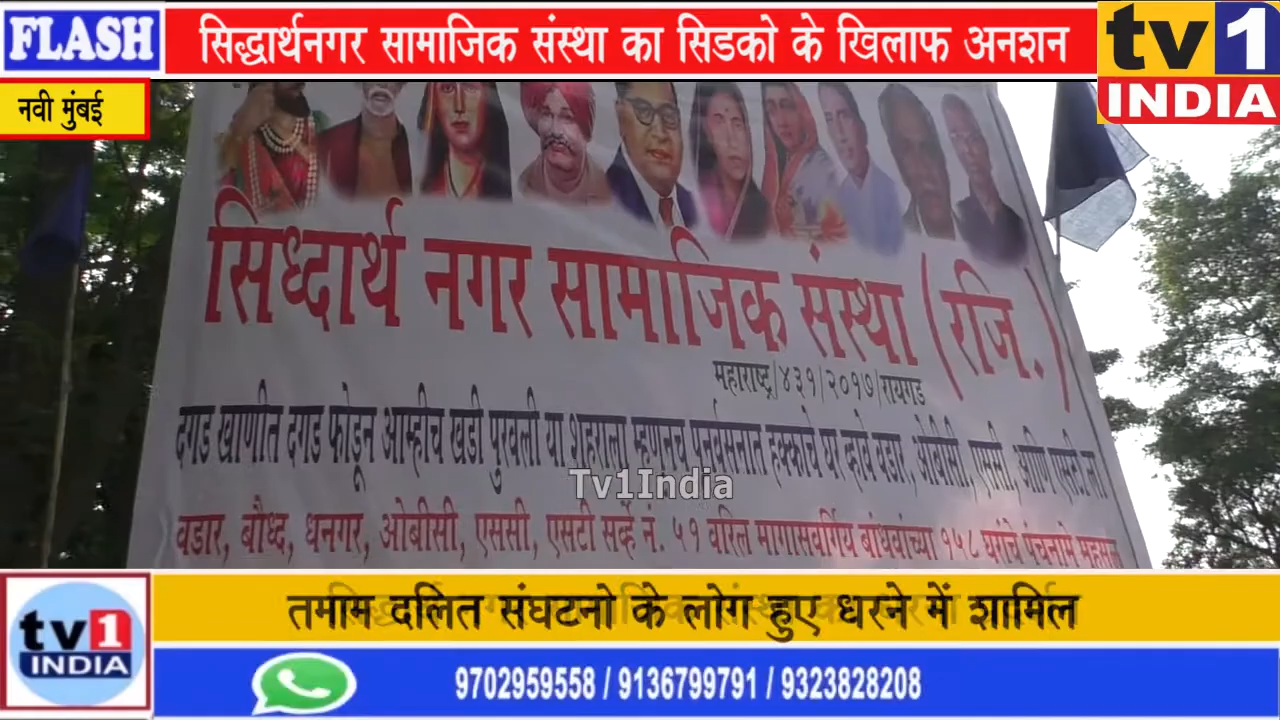 FLASH
सिद्धार्थनगर सामाजिक संस्था का सिडको के खिलाफ अनशन
tv1
INDIA
नवी मुंबई
सिध्दार्थ नगर सामाजिक संस्था (रजि.)
महाराष्ट्र/४३१/२०१७/रायगड
दगड खाणीत दगड फोडून आम्हीच खडी पुरवली या शहराला म्हणूनच पुनर्वसनात हक्काचे घर व्हावे वडार, ओबीसी, एससी, आणि एसटी ला
Tv1India
वडार, बौध्द, धनगर, ओबीसी, एससी, एसटी सर्व्हे नं. ५१ वरिल मागासवर्गिय बांधवांच्या १५८ घरांचे पंचनामे
तमाम दलित संघटनो के लोग हुए धरने में शामिल
tv1
INDIA
9702959558 / 9136799791 / 9323828208